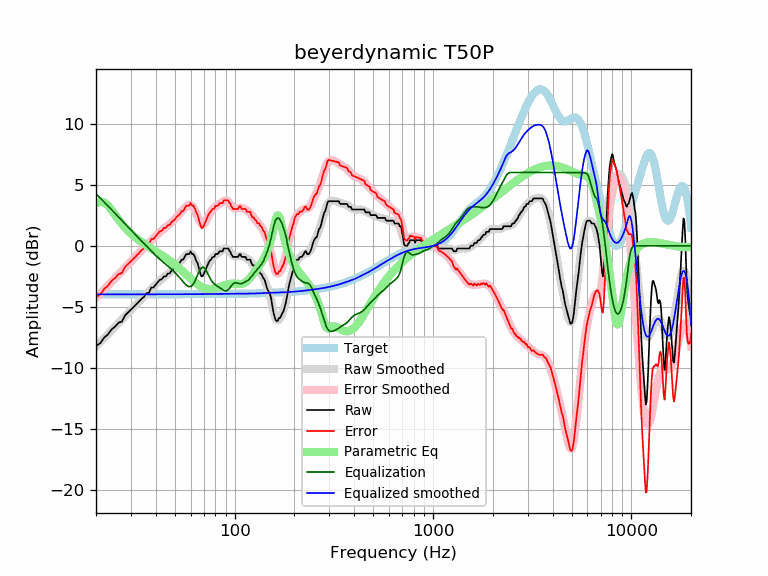 beyerdynamic T50P
Amplitude (dBr)
10
5
0
−5
−10
−15
−20
Target
Raw Smoothed
Error Smoothed
Raw
Error
Parametric Eq
Equalization
Equalized smoothed
100 1000 10000
Frequency (Hz)